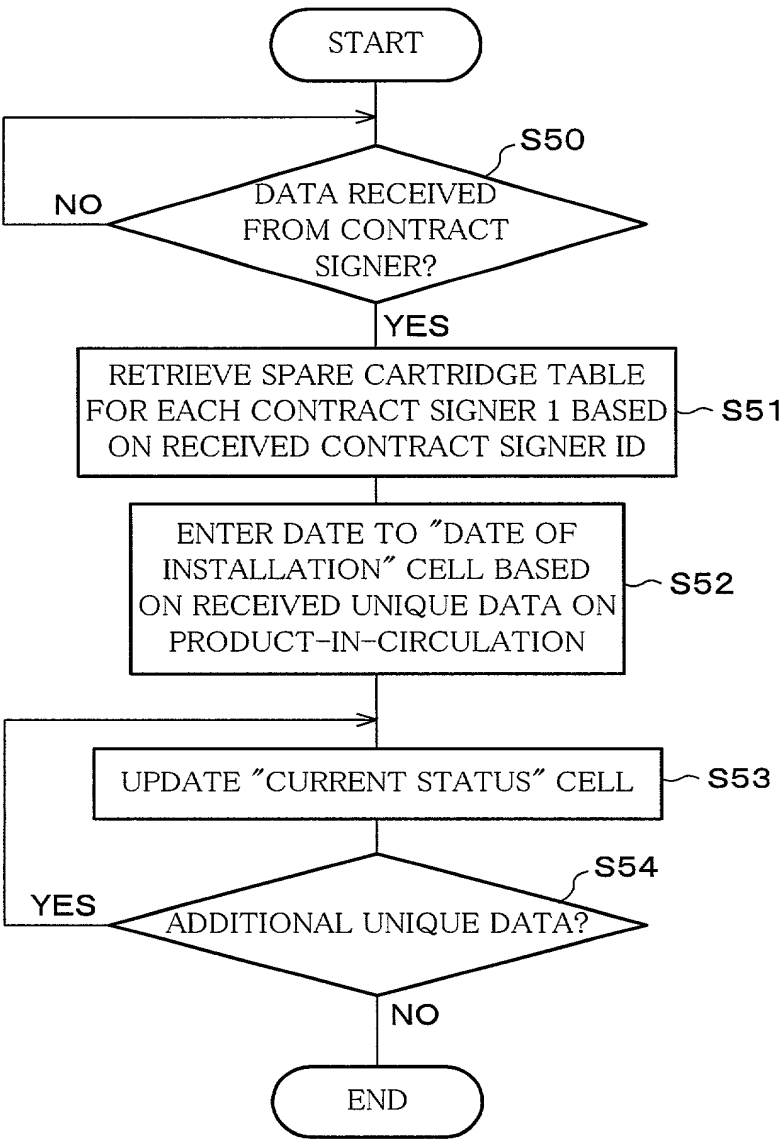 START
S50
DATA RECEIVED
FROM CONTRACT
SIGNER?
NO
YES
RETRIEVE SPARE CARTRIDGE TABLE
FOR EACH CONTRACT SIGNER 1 BASED
ON RECEIVED CONTRACT SIGNER ID
S51
ENTER DATE TO "DATE OF
INSTALLATION" CELL BASED
ON RECEIVED UNIQUE DATA ON
PRODUCT-IN-CIRCULATION
S52
UPDATE "CURRENT STATUS" CELL
S53
S54
YES
ADDITIONAL UNIQUE DATA?
NO
END